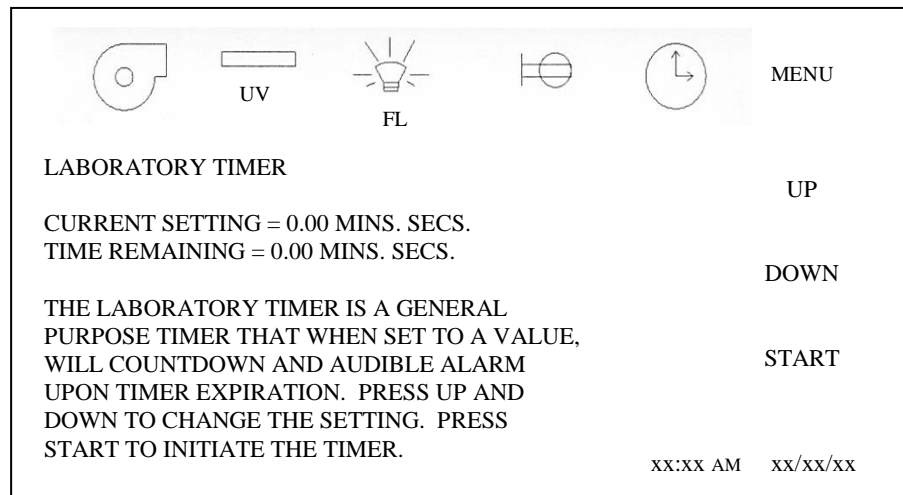 UV
FL
MENU
LABORATORY TIMER
UP
CURRENT SETTING = 0.00 MINS. SECS.
TIME REMAINING = 0.00 MINS. SECS.
DOWN
THE LABORATORY TIMER IS A GENERAL
PURPOSE TIMER THAT WHEN SET TO A VALUE,
WILL COUNTDOWN AND AUDIBLE ALARM
UPON TIMER EXPIRATION. PRESS UP AND
DOWN TO CHANGE THE SETTING. PRESS
START TO INITIATE THE TIMER.
START
xx:xx AM xx/xx/xx